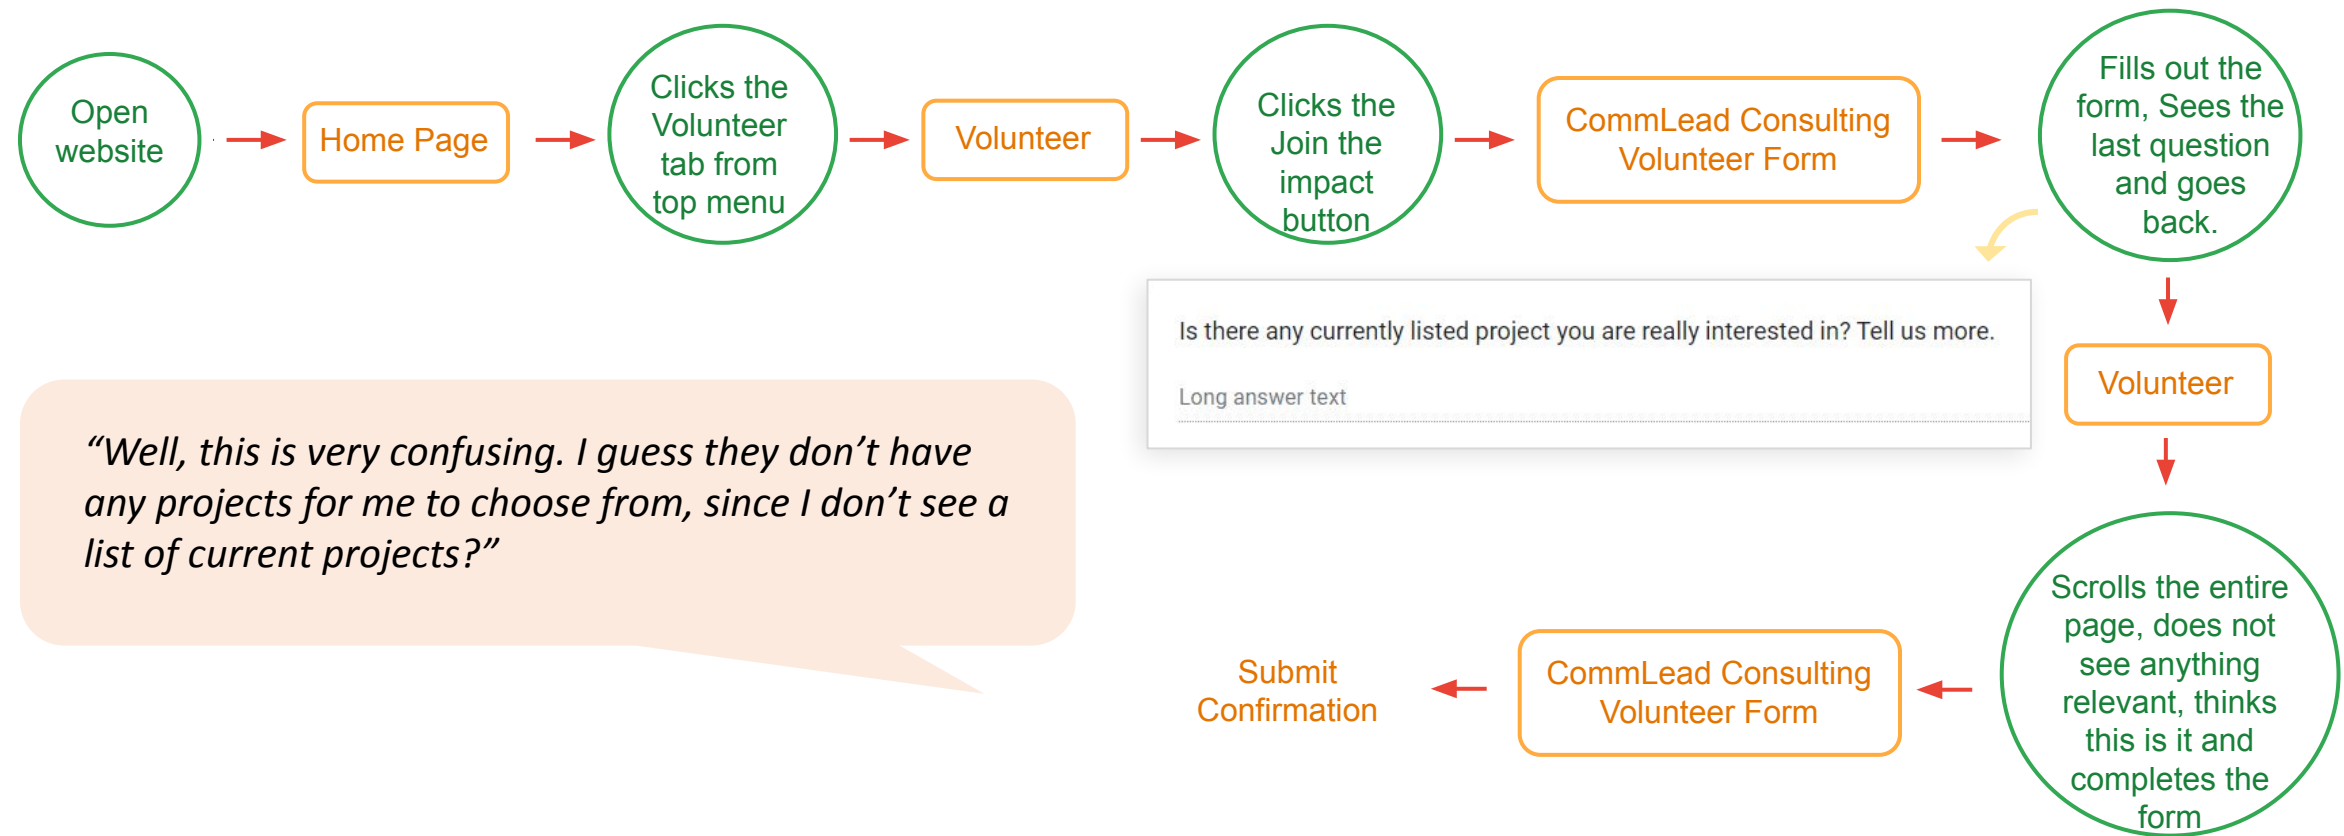 Open
website
Home Page
Clicks the
Volunteer
tab from
top menu
Volunteer
Clicks the
Join the
impact
button
CommLead Consulting
Volunteer Form
Fills out the
form, Sees the
last question
and goes
back.
Is there any currently listed project you are really interested in? Tell us more.
Long answer text
Volunteer
“Well, this is very confusing. I guess they don’t have
any projects for me to choose from, since I don’t see a
list of current projects?”
Scrolls the entire
page, does not
see anything
relevant, thinks
this is it and
completes the
form
CommLead Consulting
Volunteer Form
Submit
Confirmation